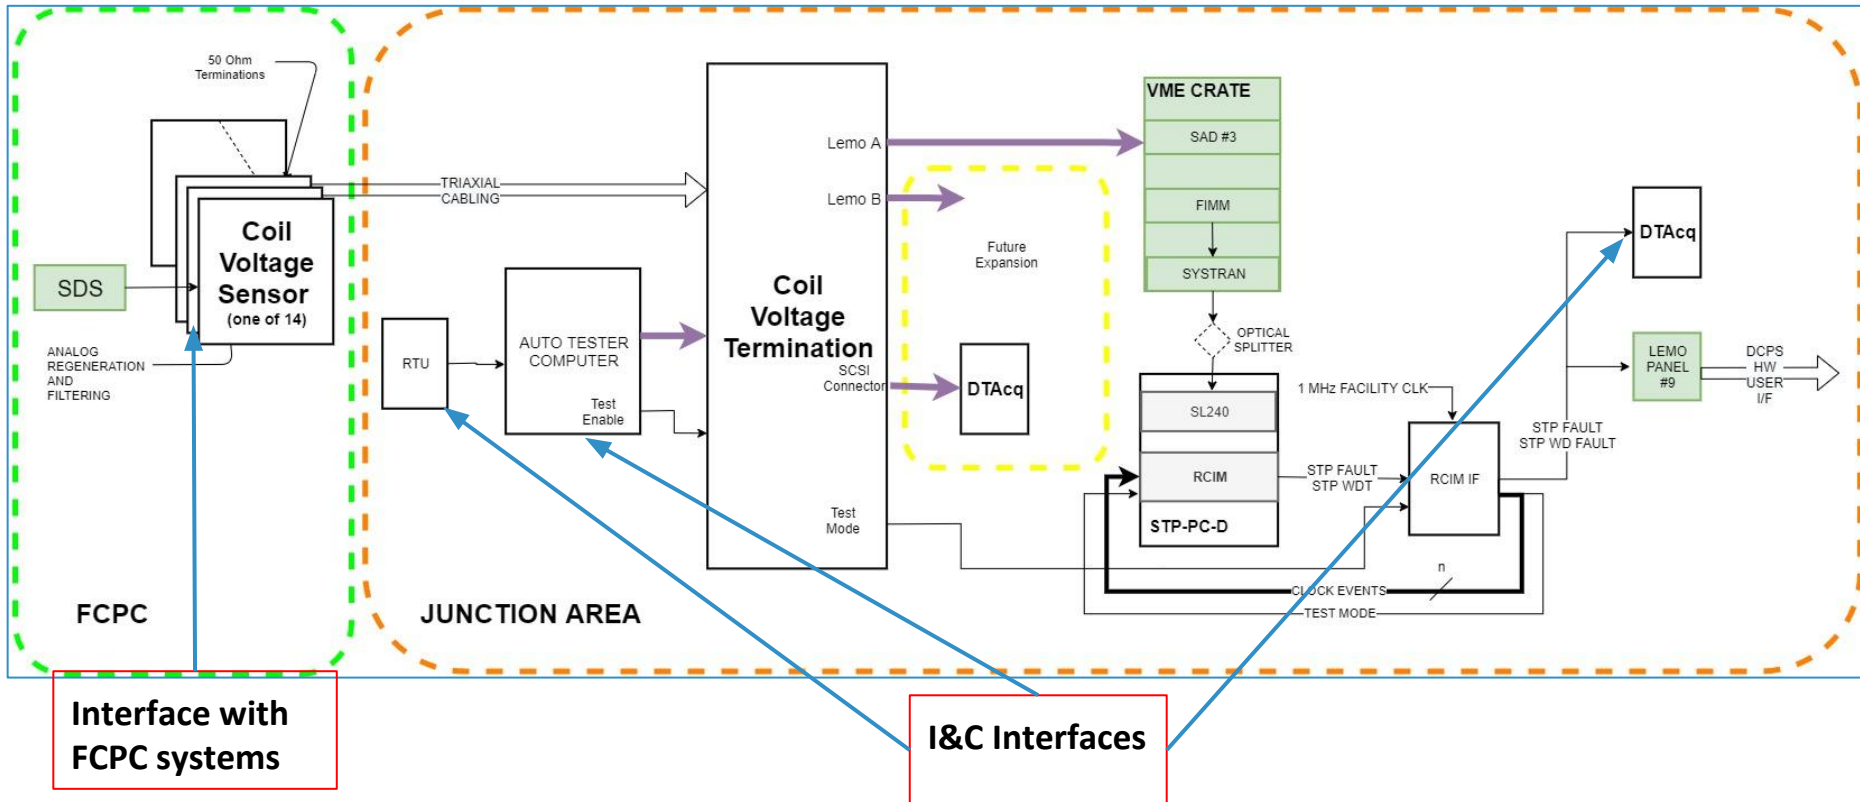 50 Ohm
Terminations
Coil
Voltage
Sensor
(one of 14)
SDS
ANALOG
REGENERATION
AND
FILTERING
FCPC
TRIAXIAL
CABLING
RTU
AUTO TESTER
COMPUTER
Test
Enable
JUNCTION AREA
Coil
Voltage
Termination
Lemo A
Lemo B
SCSI
Connector
Test
Mode
Future
Expansion
DTAcq
VME CRATE
SAD #3
FIMM
SYSTRAN
OPTICAL
SPLITTER
SL240
RCIM
STP-PC-D
1 MHz FACILITY CLK
STP FAULT
STP WDT
RCIM IF
n
CLOCK EVENTS
TEST MODE
STP FAULT
STP WD FAULT
DTAcq
LEMO
PANEL
#9
DCPS
HW
USER
I/F
Interface with
FCPC systems
I&C Interfaces